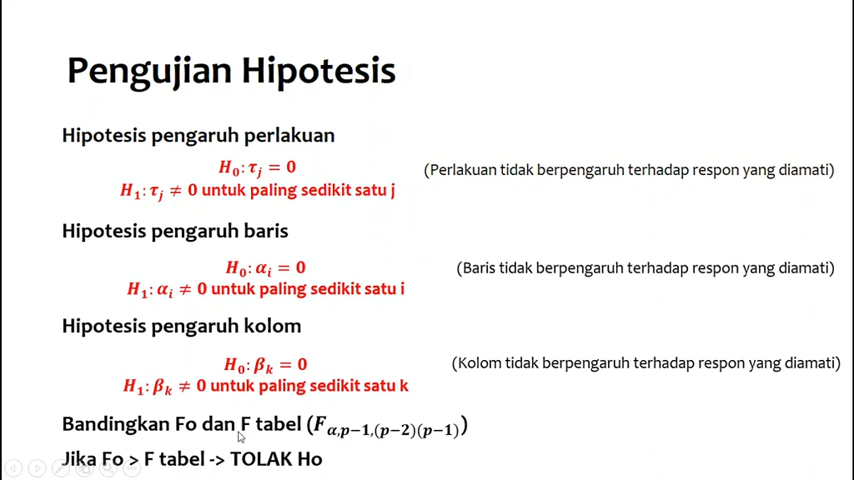 Pengujian Hipotesis
Hipotesis pengaruh perlakuan
H₀: τⱼ = 0 (Perlakuan tidak berpengaruh terhadap respon yang diamati)
H₁: τⱼ ≠ 0 untuk paling sedikit satu j
Hipotesis pengaruh baris
H₀: αᵢ = 0 (Baris tidak berpengaruh terhadap respon yang diamati)
H₁: αᵢ ≠ 0 untuk paling sedikit satu i
Hipotesis pengaruh kolom
H₀: βₖ = 0 (Kolom tidak berpengaruh terhadap respon yang diamati)
H₁: βₖ ≠ 0 untuk paling sedikit satu k
Bandingkan Fo dan F tabel (F α,p−1,(p−2)(p−1))
Jika Fo > F tabel -> TOLAK Ho